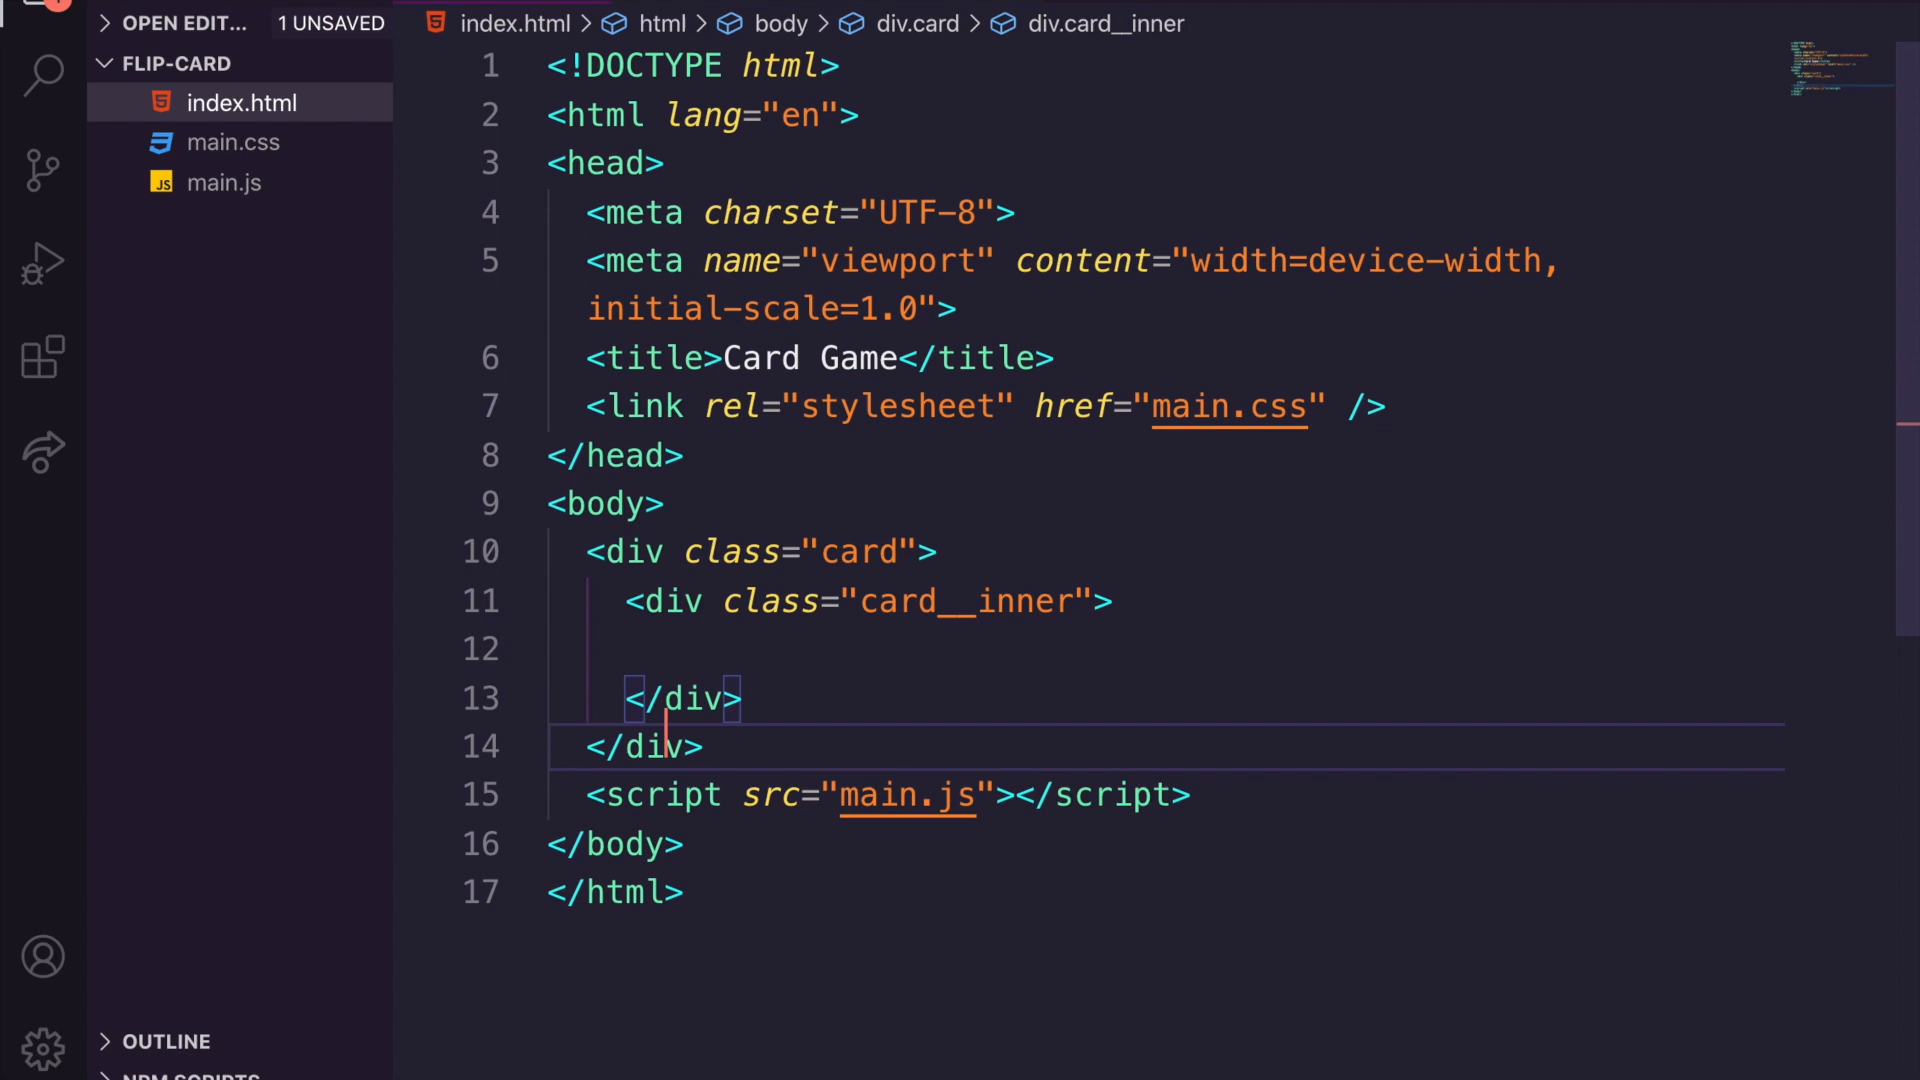 OPEN EDIT... 1 UNSAVED
FLIP-CARD
index.html
main.css
JS main.js
OUTLINE
NPM SCRIPTS
index.html > html > body > div.card > div.card__inner
1 <!DOCTYPE html>
2 <html lang="en">
3 <head>
4 <meta charset="UTF-8">
5 <meta name="viewport" content="width=device-width,
initial-scale=1.0">
6 <title>Card Game</title>
7 <link rel="stylesheet" href="main.css" />
8 </head>
9 <body>
10 <div class="card">
11 <div class="card__inner">
12
13 </div>
14 </div>
15 <script src="main.js"></script>
16 </body>
17 </html>